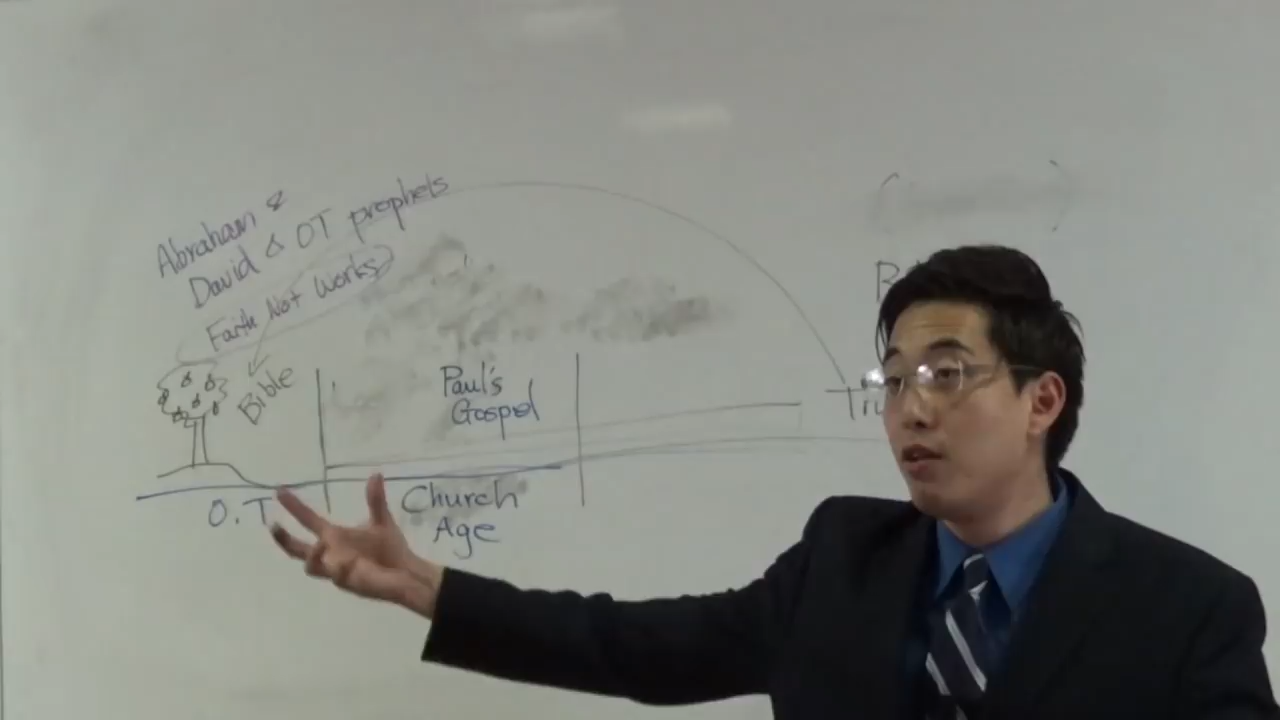 Abraham &
David & OT prophets
Faith Not Works
Bible
Paul's
Gospel
O.T
Church
Age